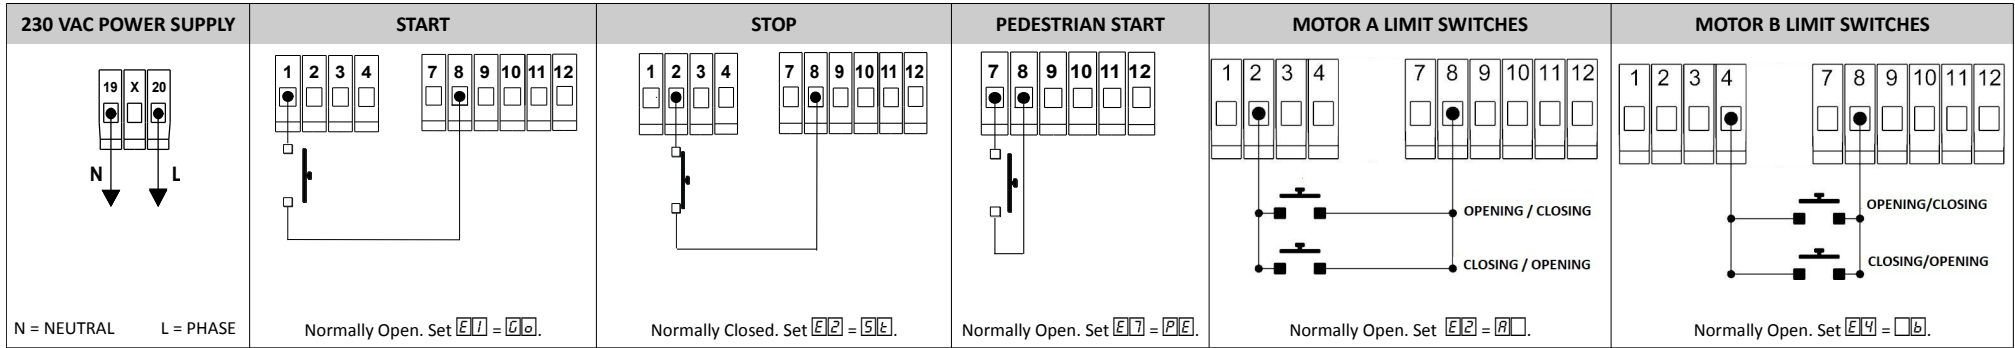 230 VAC POWER SUPPLY
19 X 20
N L
N = NEUTRAL L = PHASE
START
1 2 3 4 7 8 9 10 11 12
Normally Open. Set E1 = Go.
STOP
1 2 3 4 7 8 9 10 11 12
Normally Closed. Set E2 = St.
PEDESTRIAN START
7 8 9 10 11 12
Normally Open. Set E7 = PE.
MOTOR A LIMIT SWITCHES
1 2 3 4 7 8 9 10 11 12
OPENING / CLOSING
CLOSING / OPENING
Normally Open. Set E2 = A .
MOTOR B LIMIT SWITCHES
1 2 3 4 7 8 9 10 11 12
OPENING/CLOSING
CLOSING/OPENING
Normally Open. Set E4 = b.